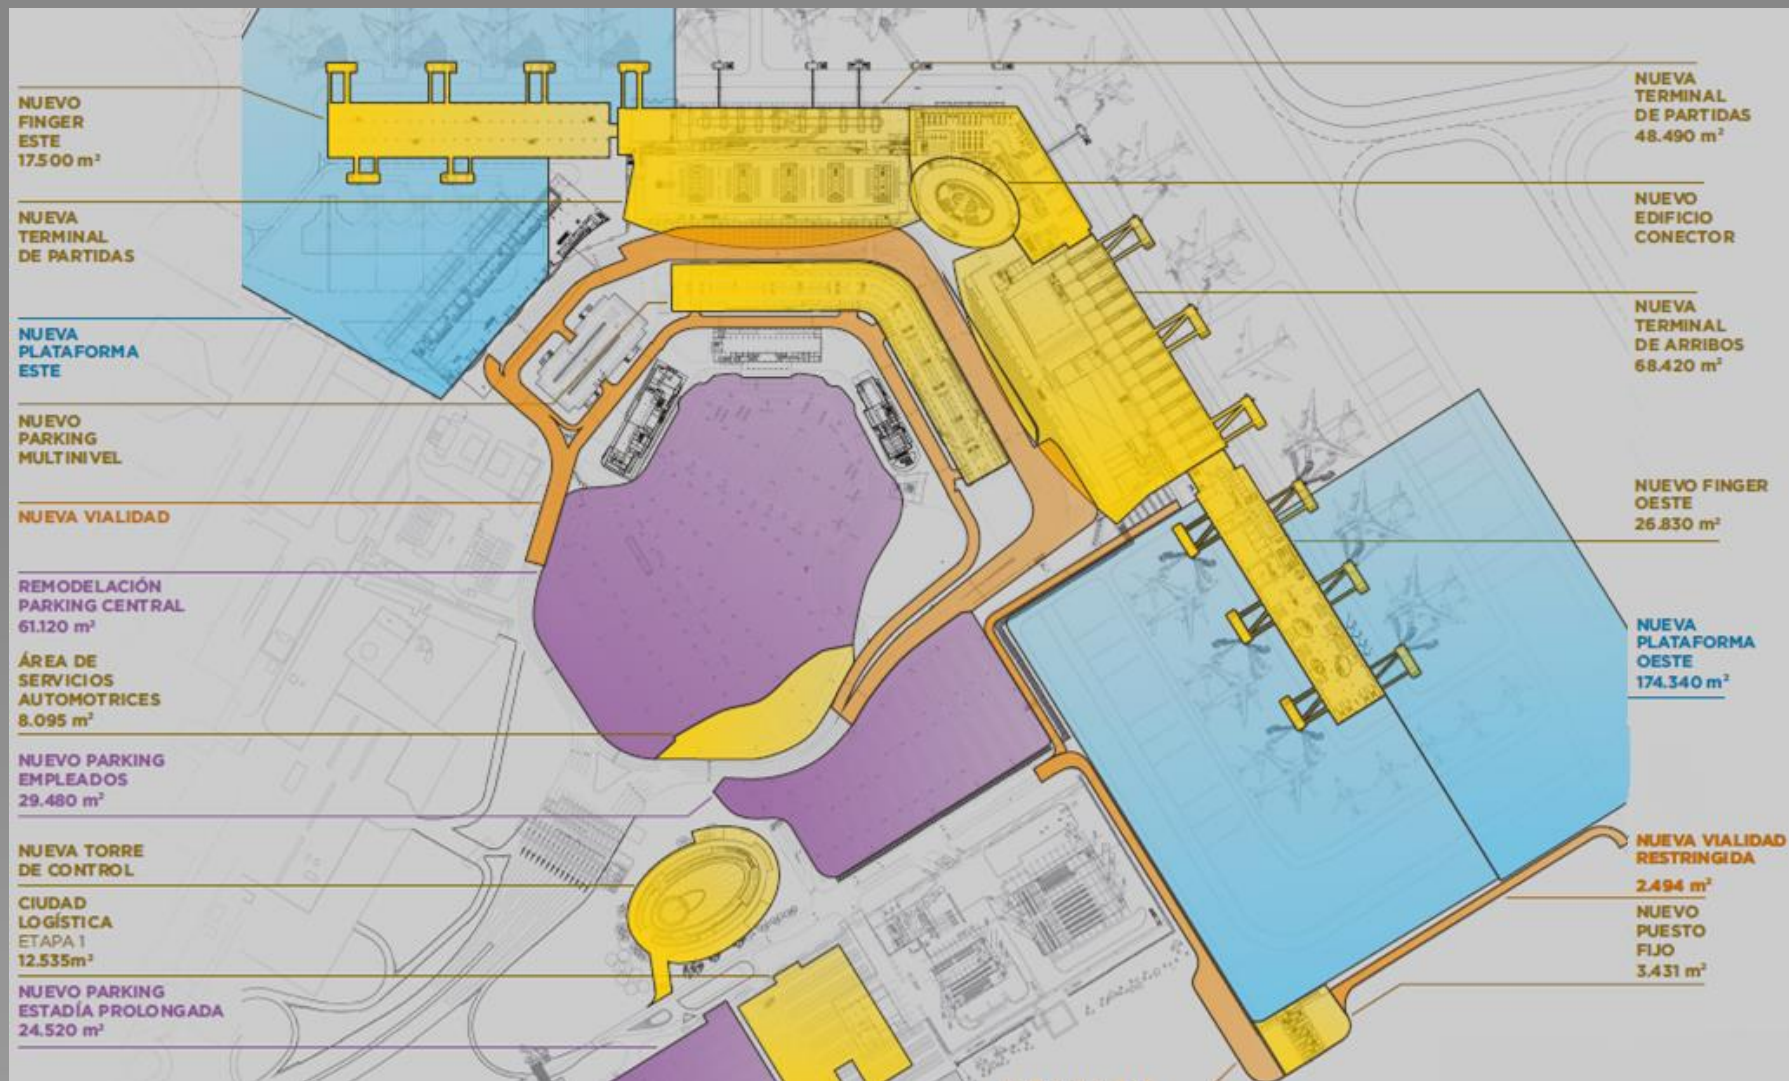 NUEVO
FINGER
ESTE
17.500 m²
NUEVA
TERMINAL
DE PARTIDAS
NUEVA
PLATAFORMA
ESTE
NUEVO
PARKING
MULTINIVEL
NUEVA VIALIDAD
REMODELACIÓN
PARKING CENTRAL
61.120 m²
ÁREA DE
SERVICIOS
AUTOMOTRICES
8.095 m²
NUEVO PARKING
EMPLEADOS
29.480 m²
NUEVA TORRE
DE CONTROL
CIUDAD
LOGÍSTICA
ETAPA 1
12.535m²
NUEVO PARKING
ESTADÍA PROLONGADA
24.520 m²
NUEVA
TERMINAL
DE PARTIDAS
48.490 m²
NUEVO
EDIFICIO
CONECTOR
NUEVA
TERMINAL
DE ARRIBOS
68.420 m²
NUEVO FINGER
OESTE
26.830 m²
NUEVA
PLATAFORMA
OESTE
174.340 m²
NUEVA VIALIDAD
RESTRINGIDA
2.494 m²
NUEVO
PUESTO
FIJO
3.431 m²